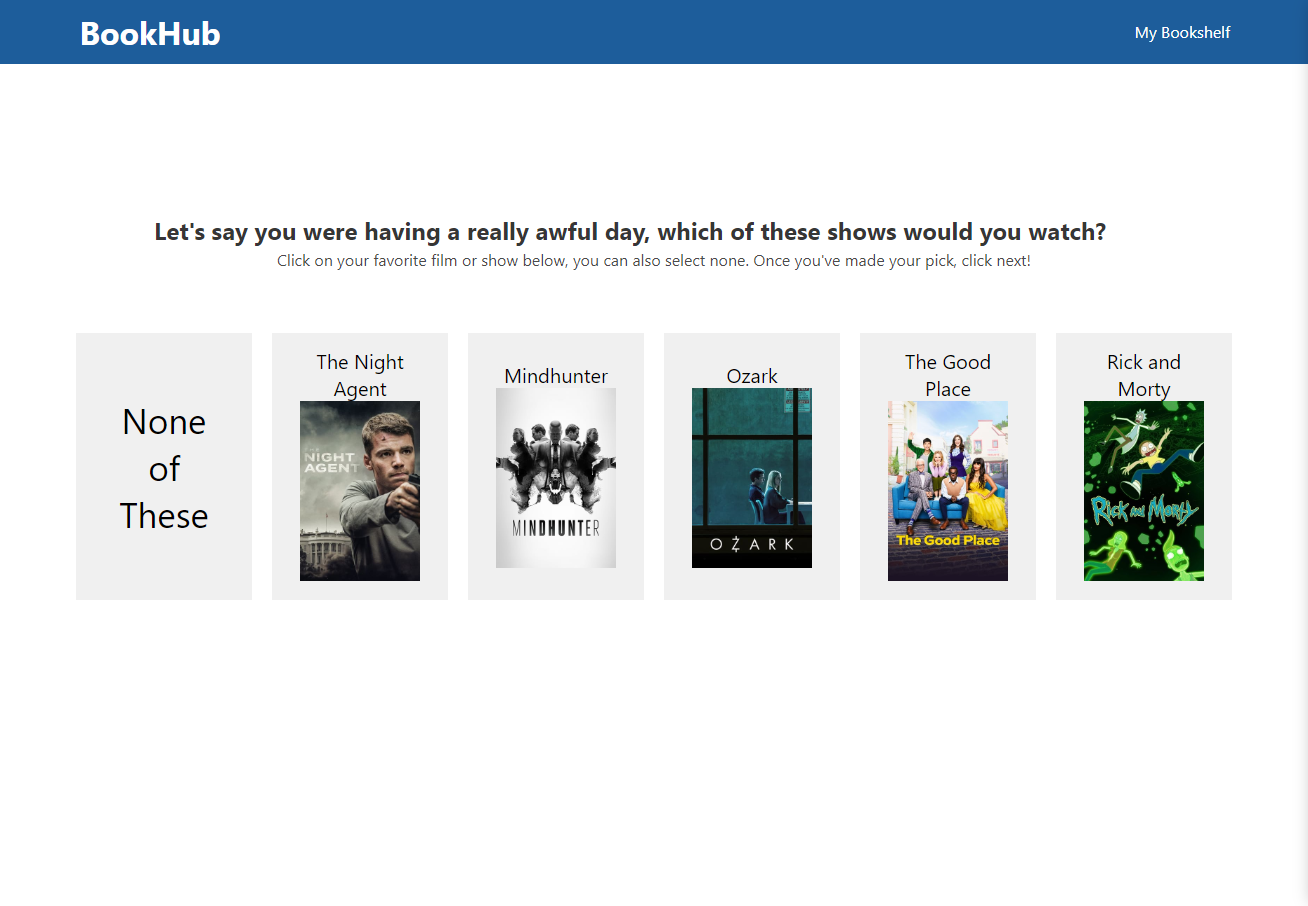 BookHub
My Bookshelf
Let's say you were having a really awful day, which of these shows would you watch?
Click on your favorite film or show below, you can also select none. Once you've made your pick, click next!
None
of
These
The Night
Agent
THE
NIGHT
AGENT
Mindhunter
MINDHUNTER
Ozark
OZARK
The Good
Place
The Good Place
Rick and
Morty
Rick and Morty